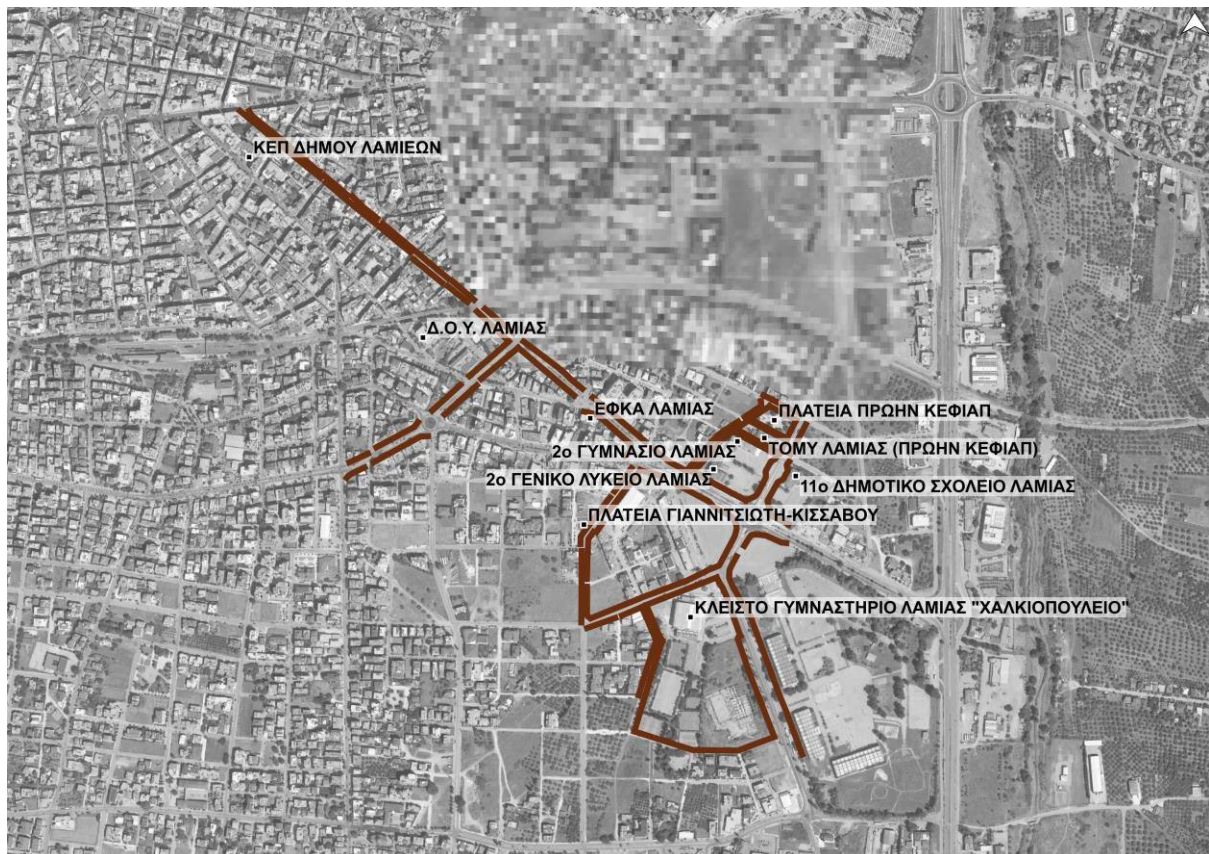 ΚΕΠ ΔΗΜΟΥ ΛΑΜΙΕΩΝ
Δ.Ο.Υ. ΛΑΜΙΑΣ
ΕΦΚΑ ΛΑΜΙΑΣ
ΠΛΑΤΕΙΑ ΠΡΩΗΝ ΚΕΦΙΑΠ
2ο ΓΥΜΝΑΣΙΟ ΛΑΜΙΑΣ
ΤΟΜΥ ΛΑΜΙΑΣ (ΠΡΩΗΝ ΚΕΦΙΑΠ)
2ο ΓΕΝΙΚΟ ΛΥΚΕΙΟ ΛΑΜΙΑΣ
11ο ΔΗΜΟΤΙΚΟ ΣΧΟΛΕΙΟ ΛΑΜΙΑΣ
ΠΛΑΤΕΙΑ ΓΙΑΝΝΙΤΣΙΩΤΗ-ΚΙΣΣΑΒΟΥ
ΚΛΕΙΣΤΟ ΓΥΜΝΑΣΤΗΡΙΟ ΛΑΜΙΑΣ "ΧΑΛΚΙΟΠΟΥΛΕΙΟ"